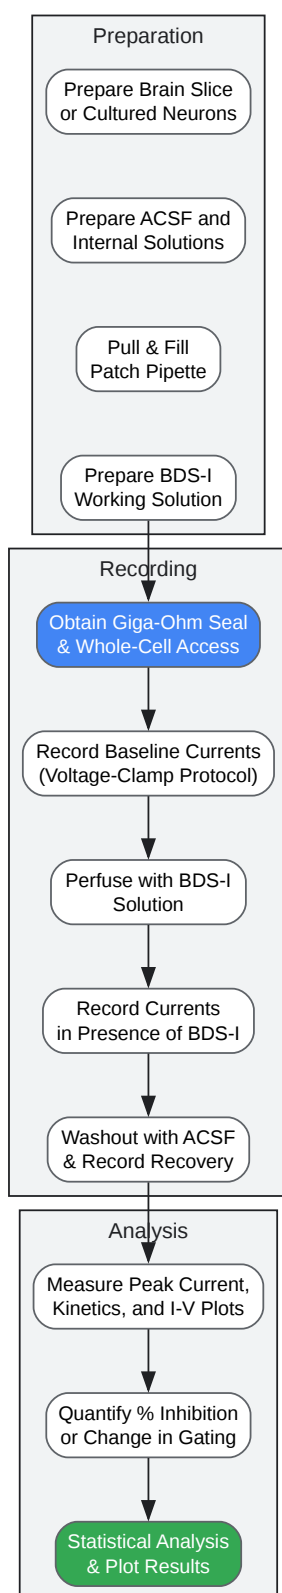 Preparation
Prepare Brain Slice
or Cultured Neurons
Prepare ACSF and
Internal Solutions
Pull & Fill
Patch Pipette
Prepare BDS-I
Working Solution
Recording
Obtain Giga-Ohm Seal
& Whole-Cell Access
Record Baseline Currents
(Voltage-Clamp Protocol)
Perfuse with BDS-I
Solution
Record Currents
in Presence of BDS-I
Washout with ACSF
& Record Recovery
Analysis
Measure Peak Current,
Kinetics, and I-V Plots
Quantify % Inhibition
or Change in Gating
Statistical Analysis
& Plot Results